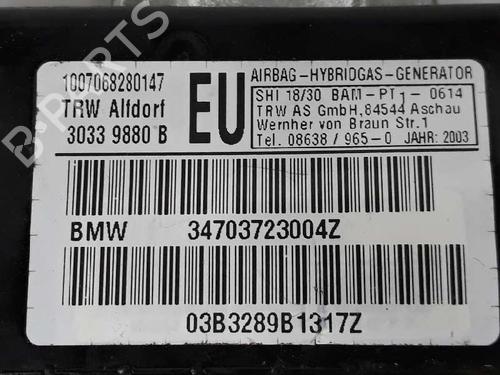 1007068280147
TRW Alfdorf
3033 9880 B
EU
AIRBAG-HYBRIDGAS-GENERATOR
SHI 18/30 BAM-PT1-0614
TRW AS GmbH,84544 Aschau
Wernher von Braun Str.1
Tel. 08638/965-0 JAHR:2003
BMW 34703723004Z
03B3289B1317Z
B-PARTS